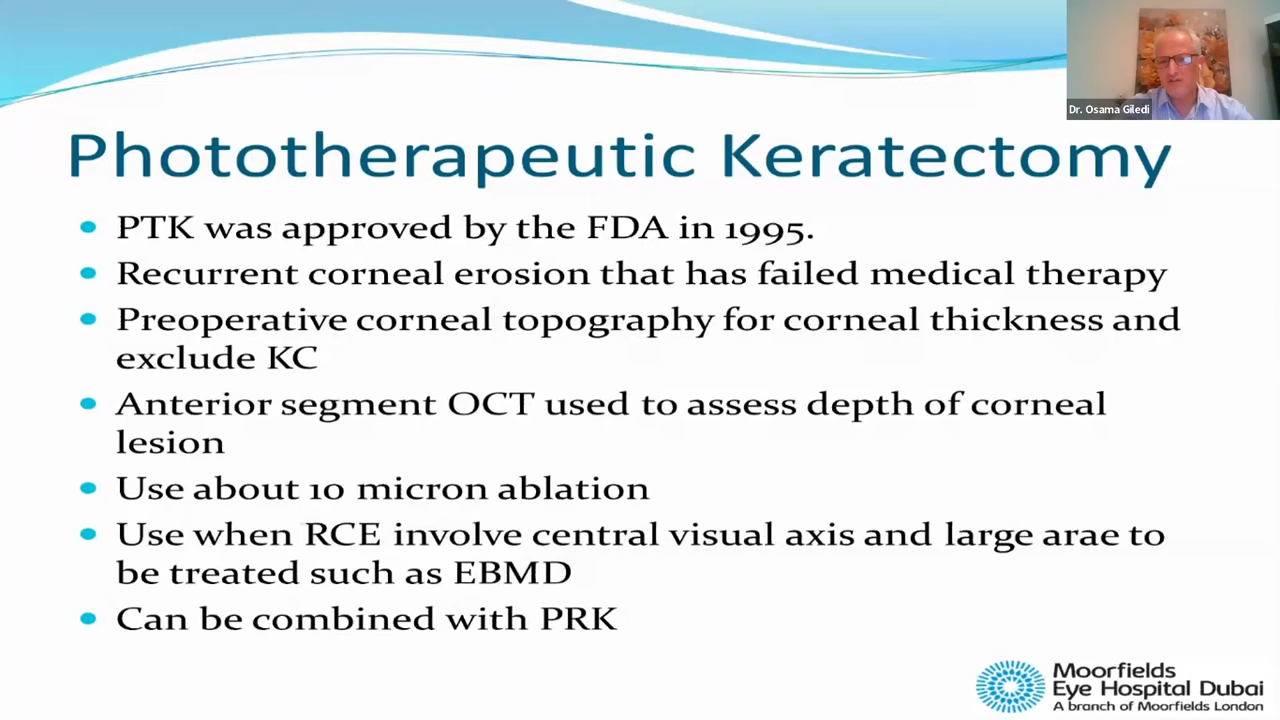 Dr. Osama Giledi
Phototherapeutic Keratectomy
• PTK was approved by the FDA in 1995.
• Recurrent corneal erosion that has failed medical therapy
• Preoperative corneal topography for corneal thickness and
exclude KC
• Anterior segment OCT used to assess depth of corneal
lesion
• Use about 10 micron ablation
• Use when RCE involve central visual axis and large arae to
be treated such as EBMD
• Can be combined with PRK
Moorfields
Eye Hospital Dubai
A branch of Moorfields London